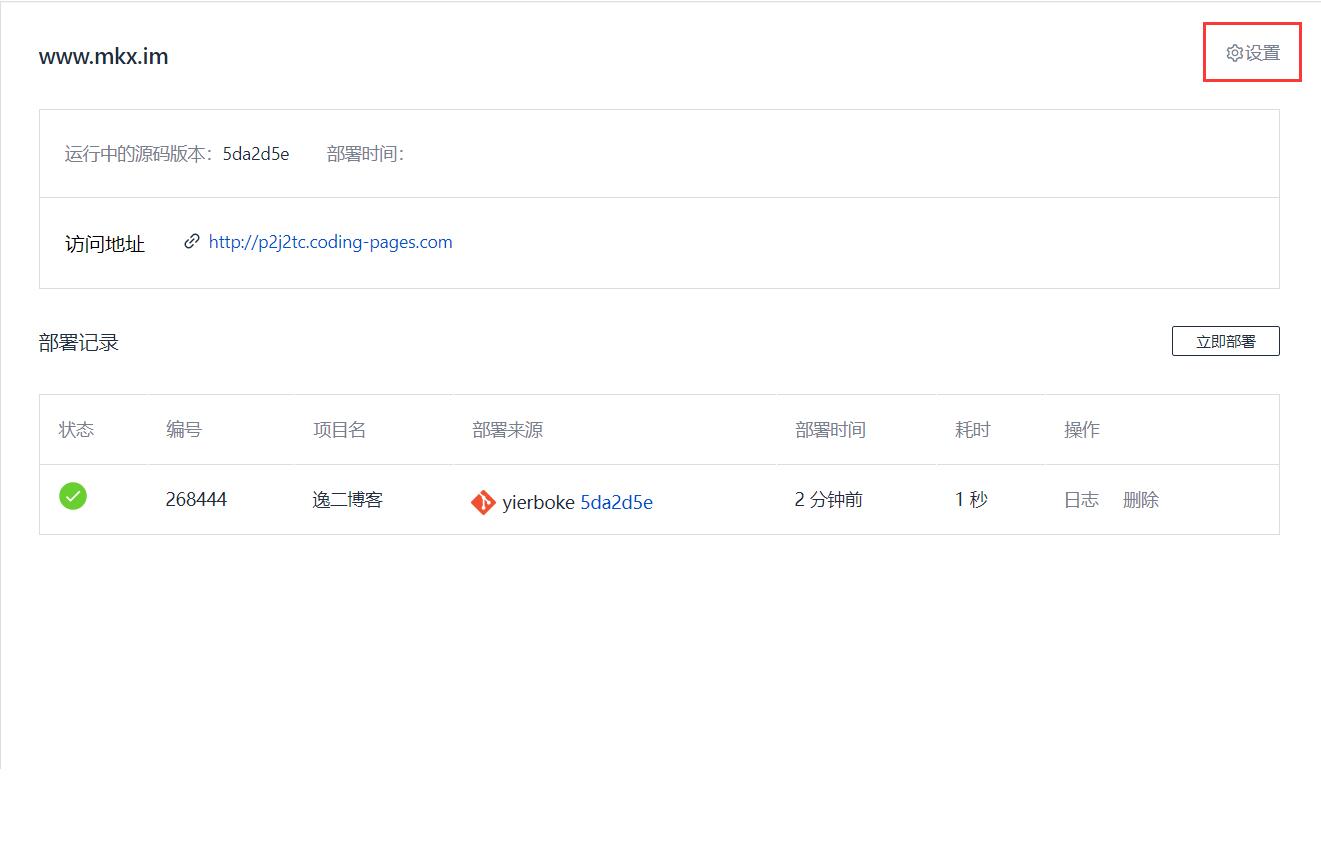 www.mkx.im
设置
运行中的源码版本: 5da2d5e 部署时间:
访问地址 http://p2j2tc.coding-pages.com
部署记录 立即部署
状态 编号 项目名 部署来源 部署时间 耗时 操作
268444 逸二博客 yierboke 5da2d5e 2 分钟前 1 秒 日志 删除